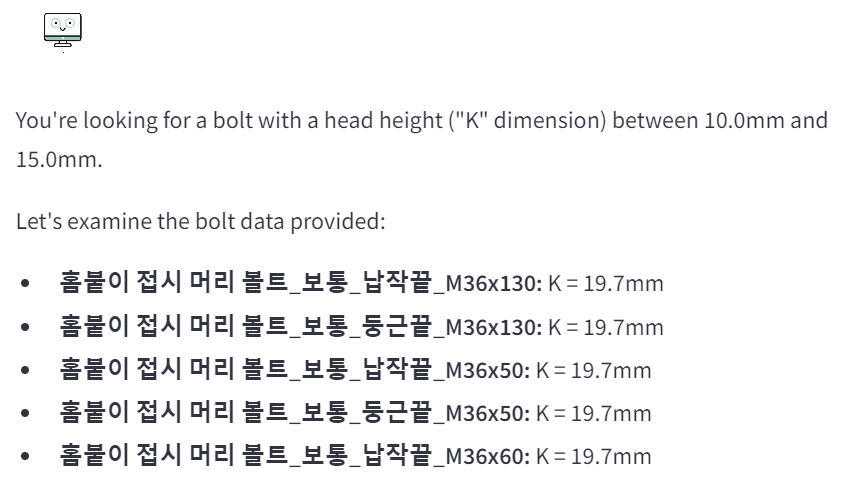 You're looking for a bolt with a head height ("K" dimension) between 10.0mm and
15.0mm.
Let's examine the bolt data provided:
• 홈붙이 접시 머리 볼트_보통_납작끝_M36x130: K = 19.7mm
• 홈붙이 접시 머리 볼트_보통_둥근끝_M36x130: K = 19.7mm
• 홈붙이 접시 머리 볼트_보통_납작끝_M36x50: K = 19.7mm
• 홈붙이 접시 머리 볼트_보통_둥근끝_M36x50: K = 19.7mm
• 홈붙이 접시 머리 볼트_보통_납작끝_M36x60: K = 19.7mm